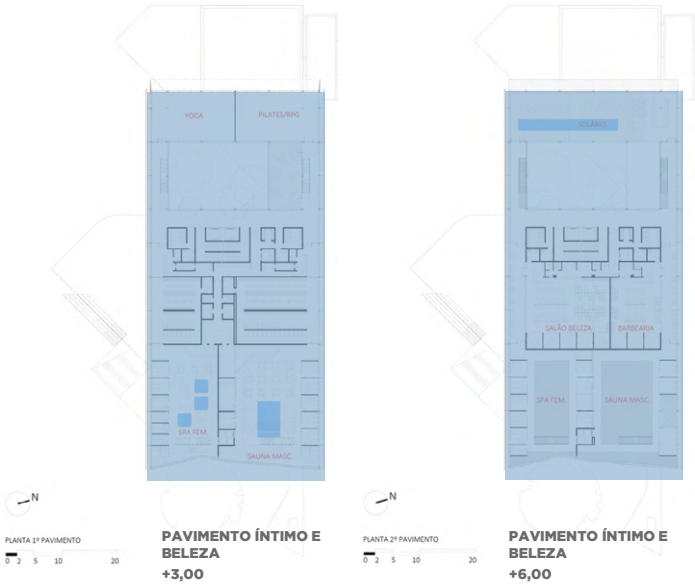 YOGA
PILATES/RPG
SPA FEM.
SAUNA MASC.
N
PLANTA 1º PAVIMENTO
0 2 5 10 20
PAVIMENTO ÍNTIMO E
BELEZA
+3,00
SOLÁRIO
SALÃO BELEZA
BARBEARIA
SPA FEM.
SAUNA MASC.
N
PLANTA 2º PAVIMENTO
0 2 5 10 20
PAVIMENTO ÍNTIMO E
BELEZA
+6,00